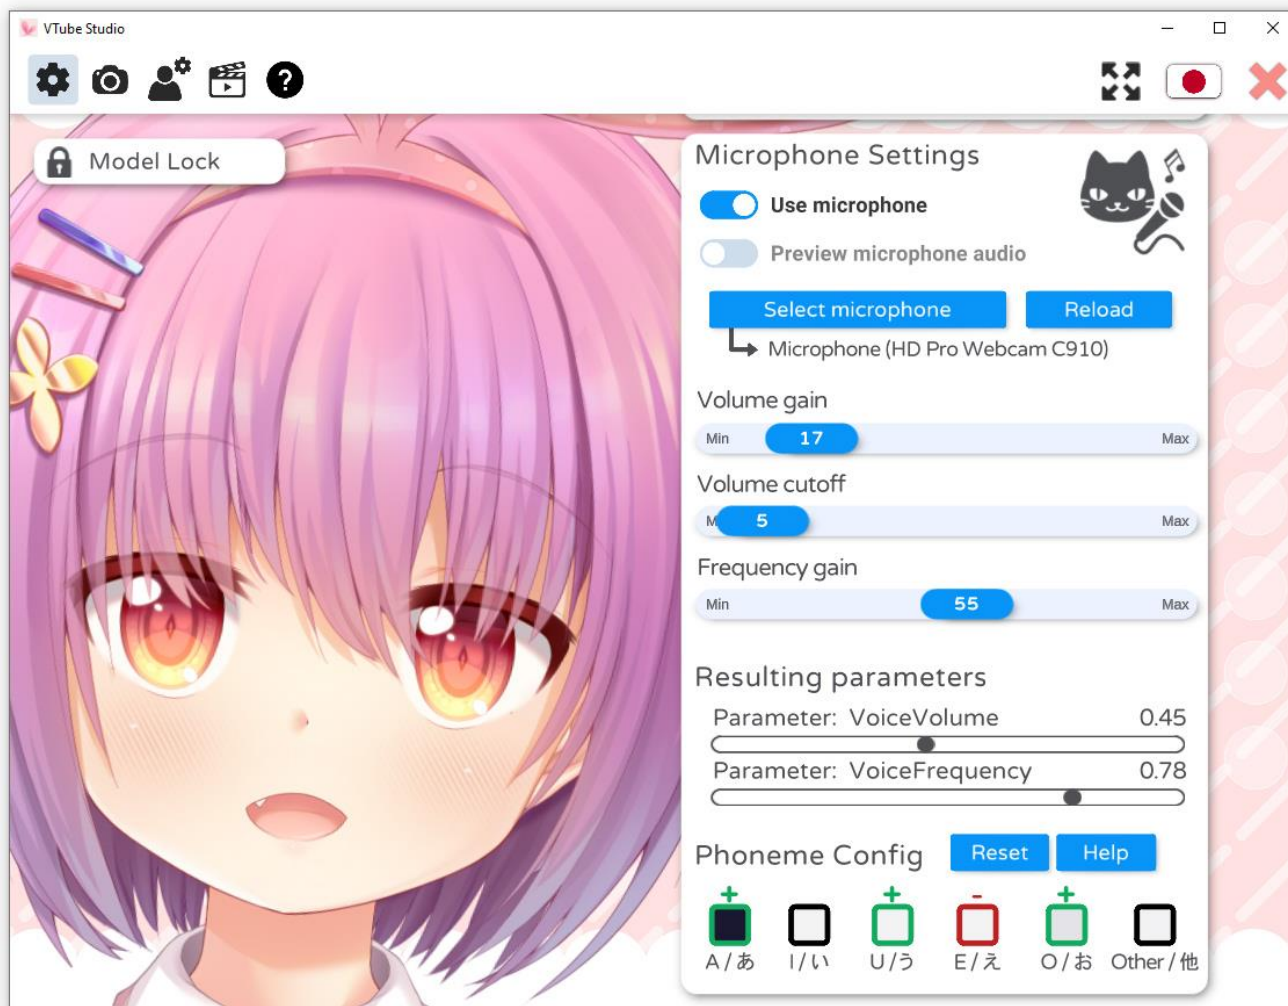 VTube Studio
Model Lock
Microphone Settings
Use microphone
Preview microphone audio
Select microphone
Reload
Microphone (HD Pro Webcam C910)
Volume gain
Min
17
Max
Volume cutoff
M
5
Max
Frequency gain
Min
55
Max
Resulting parameters
Parameter: VoiceVolume 0.45
Parameter: VoiceFrequency 0.78
Phoneme Config
Reset
Help
+ + - +
A/あ I/い U/う E/え O/お Other/他